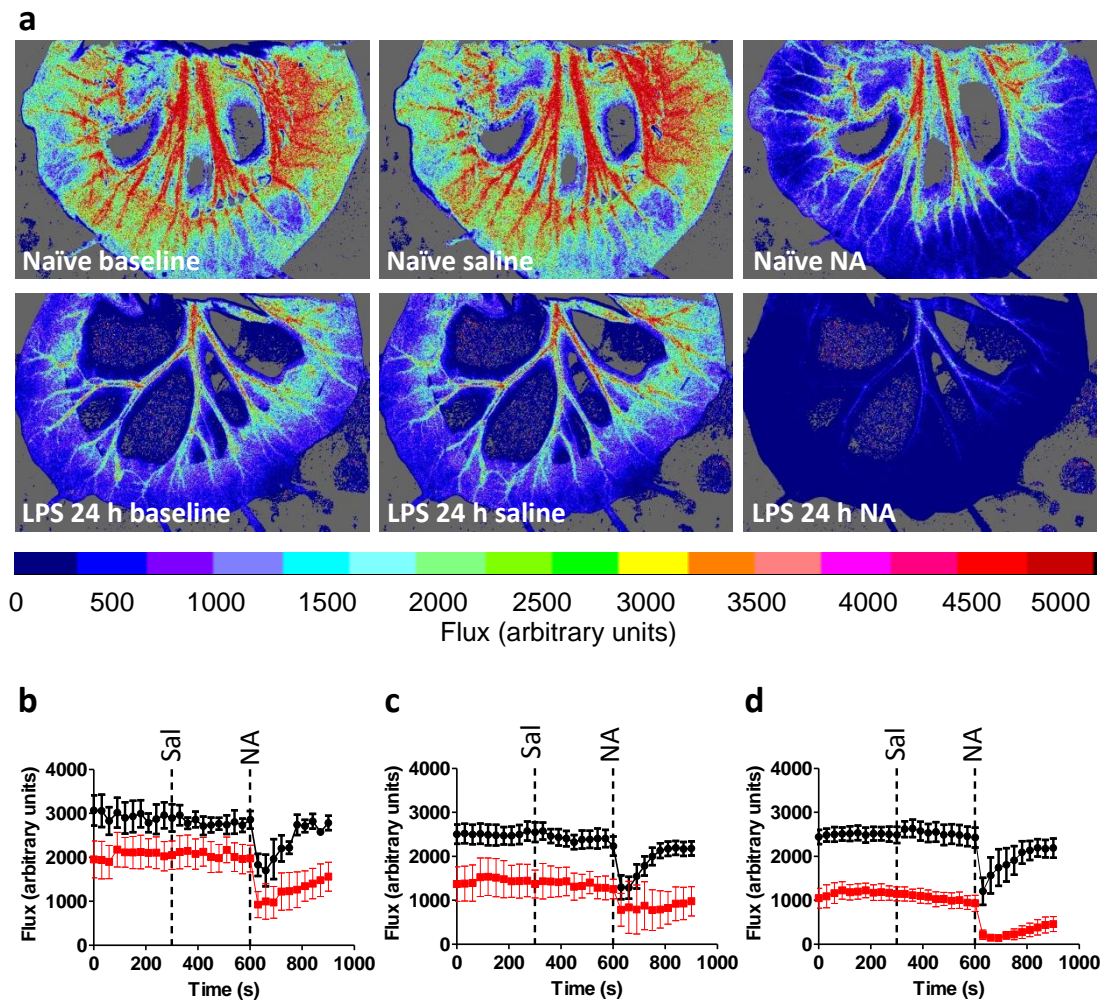 a
Naïve baseline
Naïve saline
Naïve NA
LPS 24 h baseline
LPS 24 h saline
LPS 24 h NA
0 500 1000 1500 2000 2500 3000 3500 4000 4500 5000
Flux (arbitrary units)
b
Sal
NA
Flux (arbitrary units)
4000
3000
2000
1000
0
0 200 400 600 800 1000
Time (s)
c
Sal
NA
Flux (arbitrary units)
4000
3000
2000
1000
0
0 200 400 600 800 1000
Time (s)
d
Sal
NA
Flux (arbitrary units)
4000
3000
2000
1000
0
0 200 400 600 800 1000
Time (s)